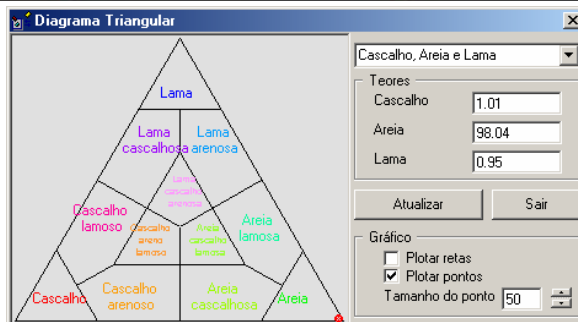 Diagrama Triangular
Cascalho, Areia e Lama
Teores
Cascalho 1.01
Areia 98.04
Lama 0.95
Atualizar Sair
Gráfico
Plotar retas
Plotar pontos
Tamanho do ponto 50
Lama
Lama
cascalhosa
Lama
arenosa
Lama
cascalho
arenosa
Cascalho
lamoso
Cascalho
areno
lamoso
Areia
cascalho
lamosa
Areia
lamosa
Cascalho
Cascalho
arenoso
Areia
cascalhosa
Areia